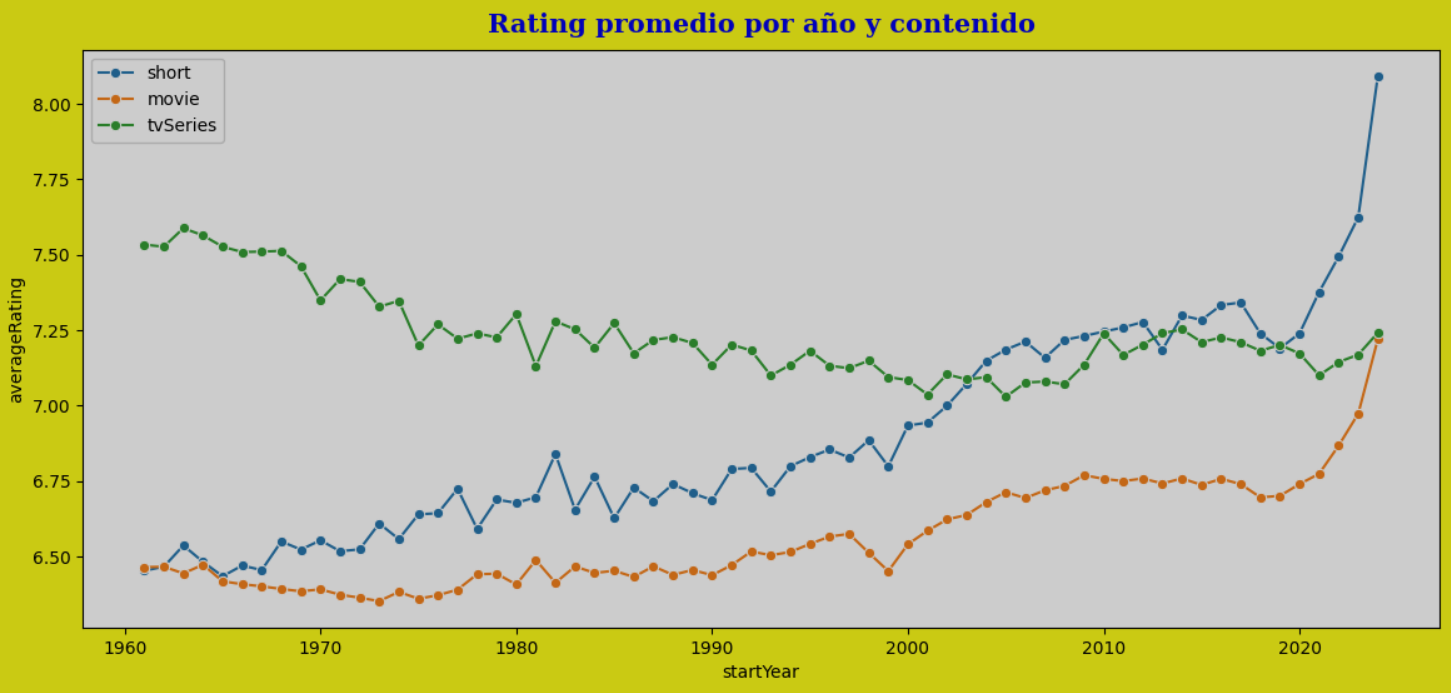 Rating promedio por año y contenido
short
movie
tvSeries
8.00
7.75
7.50
7.25
7.00
6.75
6.50
averageRating
1960 1970 1980 1990 2000 2010 2020
startYear